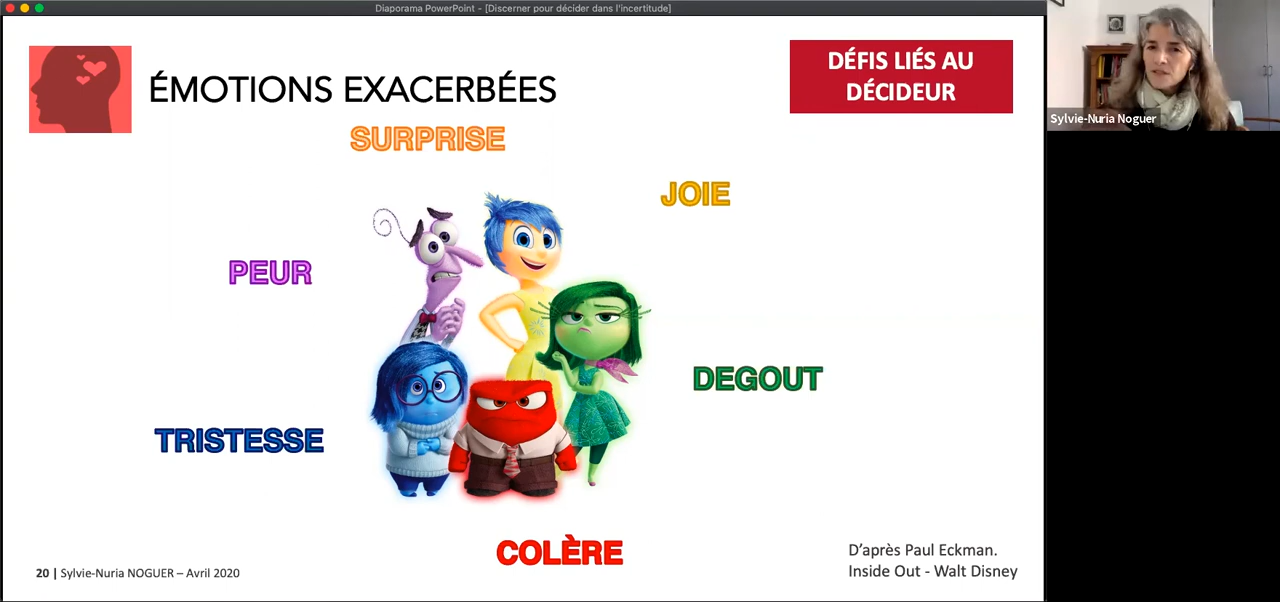 Diaporama PowerPoint - [Discerner pour décider dans l'incertitude]
ÉMOTIONS EXACERBÉES
DÉFIS LIÉS AU
DÉCIDEUR
Sylvie-Nuria Noguer
SURPRISE
JOIE
PEUR
DEGOUT
TRISTESSE
COLÈRE
D'après Paul Eckman.
Inside Out - Walt Disney
20 | Sylvie-Nuria NOGUER – Avril 2020